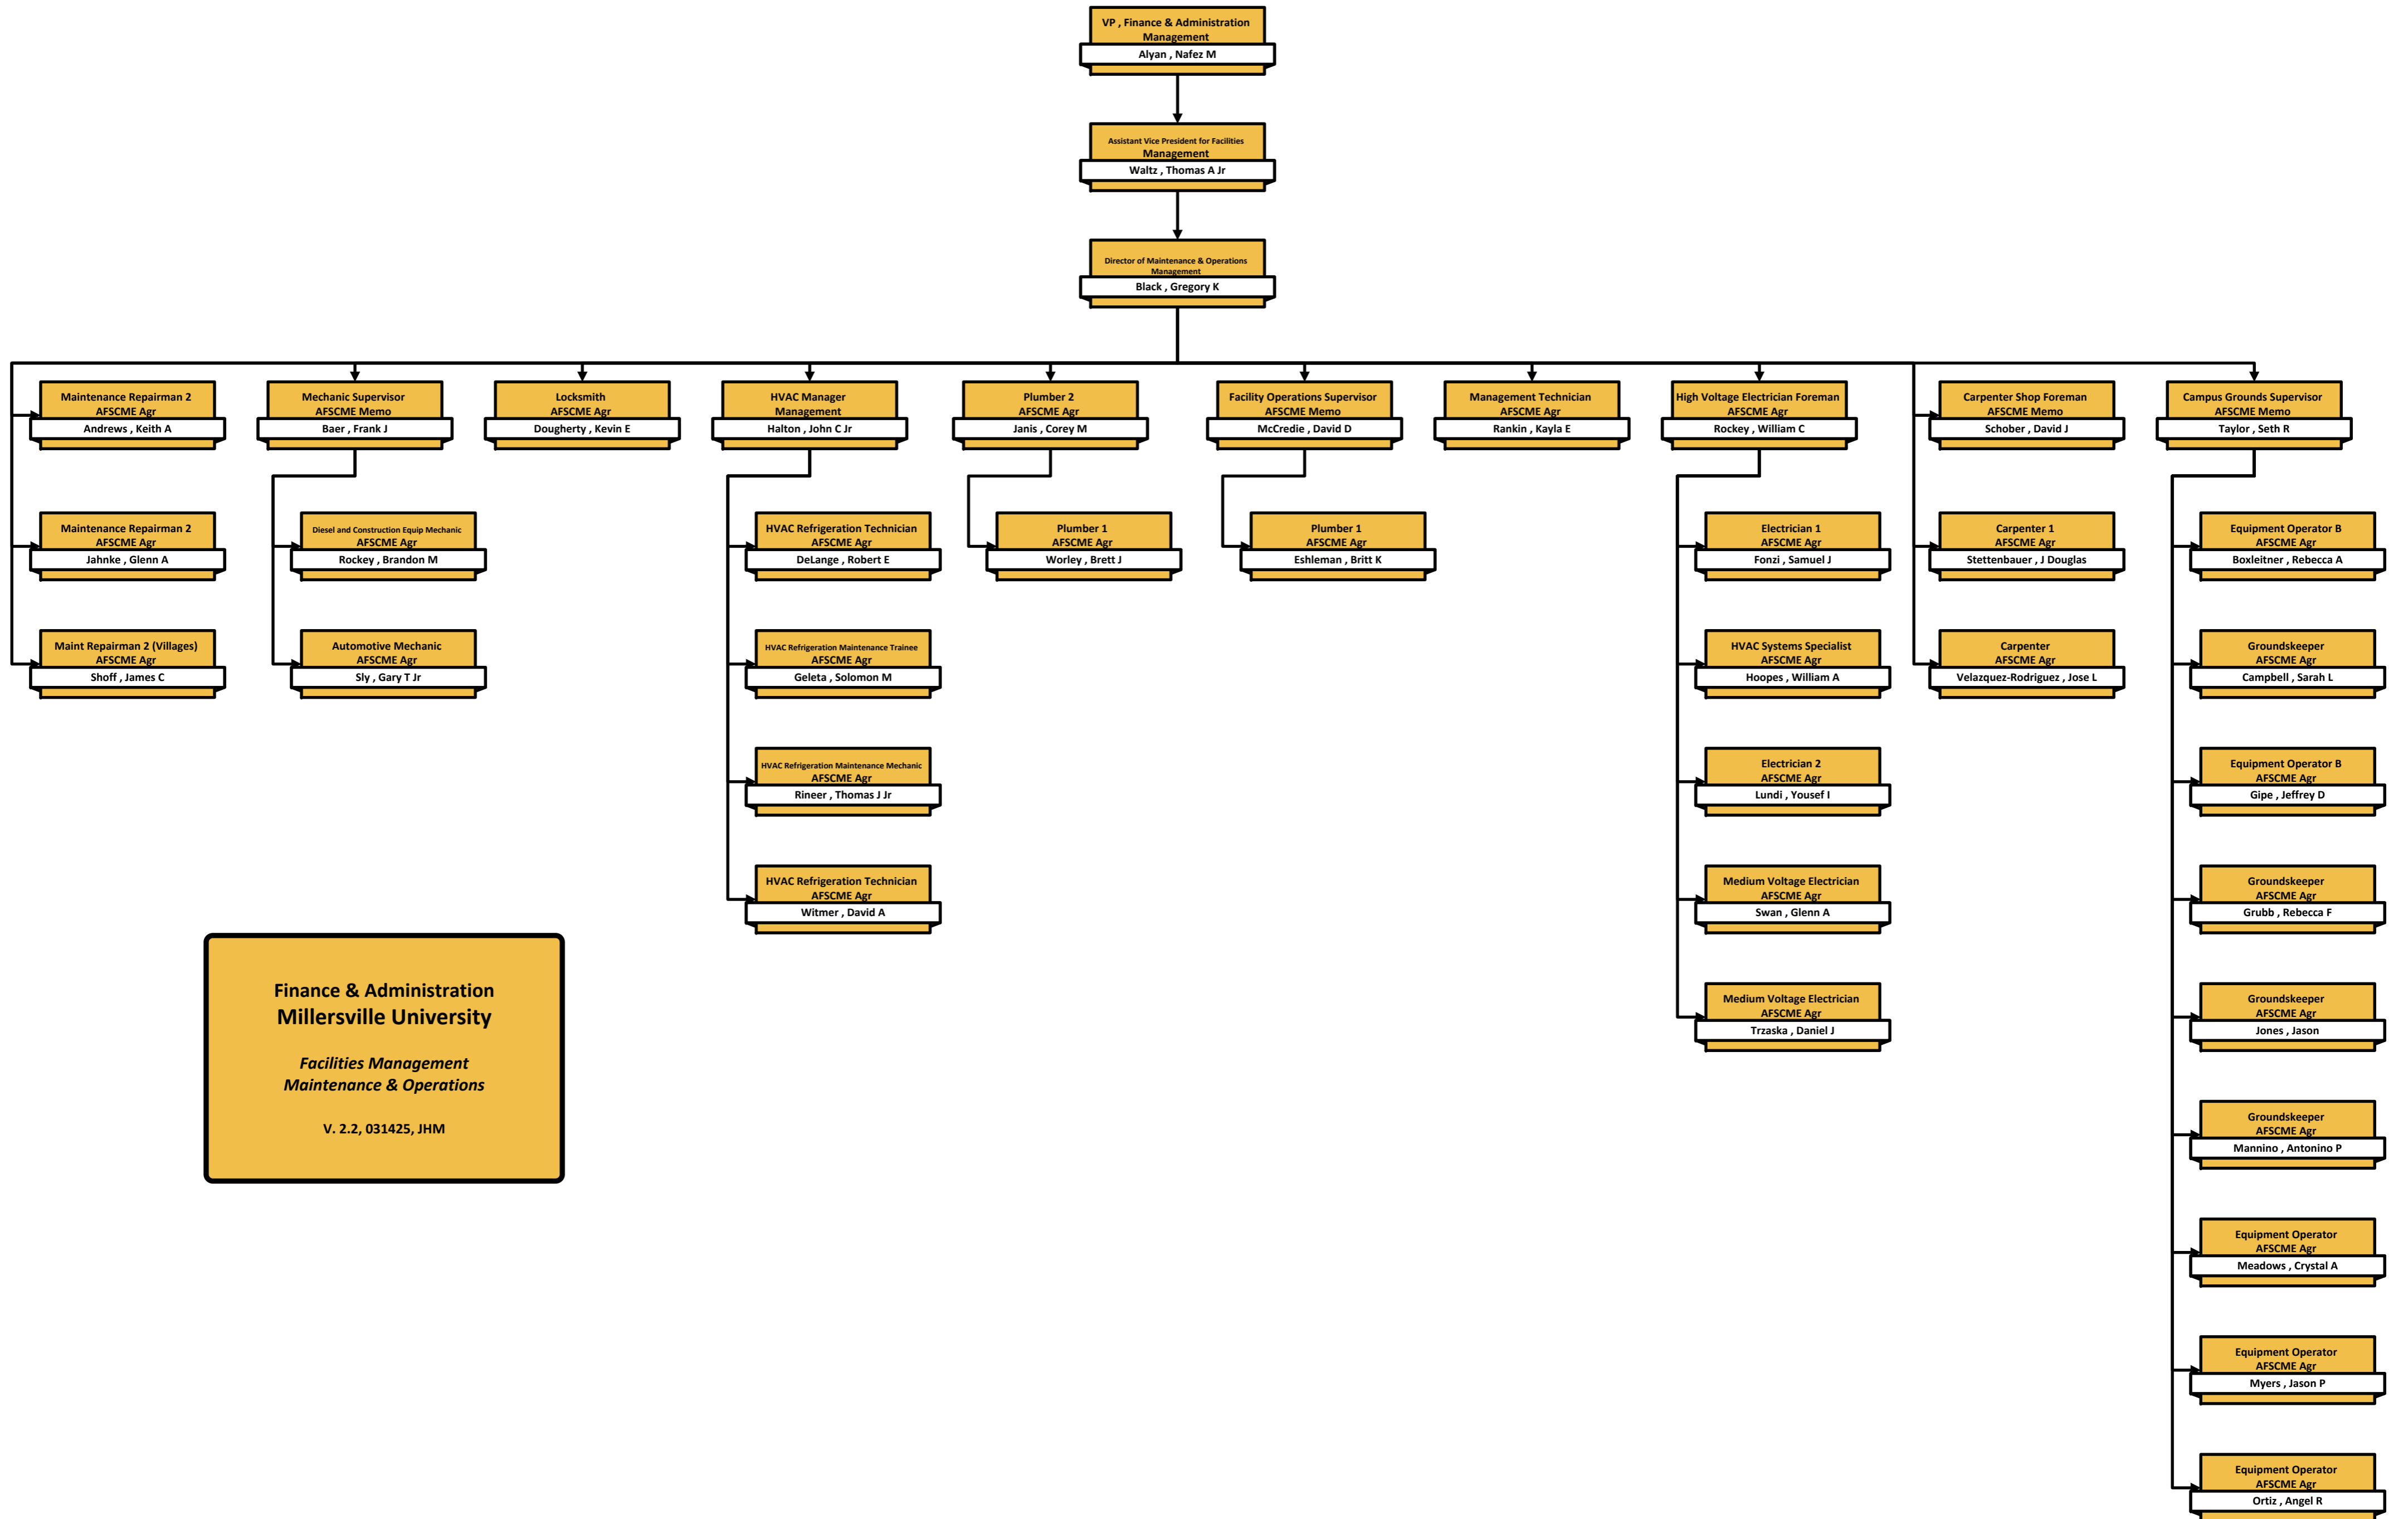 VP , Finance & Administration
Management
Alyan , Nafez M
Assistant Vice President for Facilities
Management
Waltz , Thomas A Jr
Director of Maintenance & Operations
Management
Black , Gregory K
Maintenance Repairman 2
AFSCME Agr
Andrews , Keith A
Mechanic Supervisor
AFSCME Memo
Baer , Frank J
Locksmith
AFSCME Agr
Dougherty , Kevin E
HVAC Manager
Management
Halton , John C Jr
Plumber 2
AFSCME Agr
Janis , Corey M
Facility Operations Supervisor
AFSCME Memo
McCredie , David D
Management Technician
AFSCME Agr
Rankin , Kayla E
High Voltage Electrician Foreman
AFSCME Agr
Rockey , William C
Carpenter Shop Foreman
AFSCME Memo
Schober , David J
Campus Grounds Supervisor
AFSCME Memo
Taylor , Seth R
Maintenance Repairman 2
AFSCME Agr
Jahnke , Glenn A
Diesel and Construction Equip Mechanic
AFSCME Agr
Rockey , Brandon M
HVAC Refrigeration Technician
AFSCME Agr
DeLange , Robert E
Plumber 1
AFSCME Agr
Worley , Brett J
Plumber 1
AFSCME Agr
Eshleman , Britt K
Electrician 1
AFSCME Agr
Fonzi , Samuel J
Carpenter 1
AFSCME Agr
Stettenbauer , J Douglas
Equipment Operator B
AFSCME Agr
Boxleitner , Rebecca A
Maint Repairman 2 (Villages)
AFSCME Agr
Shoff , James C
Automotive Mechanic
AFSCME Agr
Sly , Gary T Jr
HVAC Refrigeration Maintenance Trainee
AFSCME Agr
Geleta , Solomon M
HVAC Systems Specialist
AFSCME Agr
Hoopes , William A
Carpenter
AFSCME Agr
Velazquez-Rodriguez , Jose L
Groundskeeper
AFSCME Agr
Campbell , Sarah L
HVAC Refrigeration Maintenance Mechanic
AFSCME Agr
Rineer , Thomas J Jr
Electrician 2
AFSCME Agr
Lundi , Yousef I
Equipment Operator B
AFSCME Agr
Gipe , Jeffrey D
HVAC Refrigeration Technician
AFSCME Agr
Witmer , David A
Medium Voltage Electrician
AFSCME Agr
Swan , Glenn A
Groundskeeper
AFSCME Agr
Grubb , Rebecca F
Finance & Administration
Millersville University
Facilities Management
Maintenance & Operations
V. 2.2, 031425, JHM
Medium Voltage Electrician
AFSCME Agr
Trzaska , Daniel J
Groundskeeper
AFSCME Agr
Jones , Jason
Groundskeeper
AFSCME Agr
Mannino , Antonino P
Equipment Operator
AFSCME Agr
Meadows , Crystal A
Equipment Operator
AFSCME Agr
Myers , Jason P
Equipment Operator
AFSCME Agr
Ortiz , Angel R